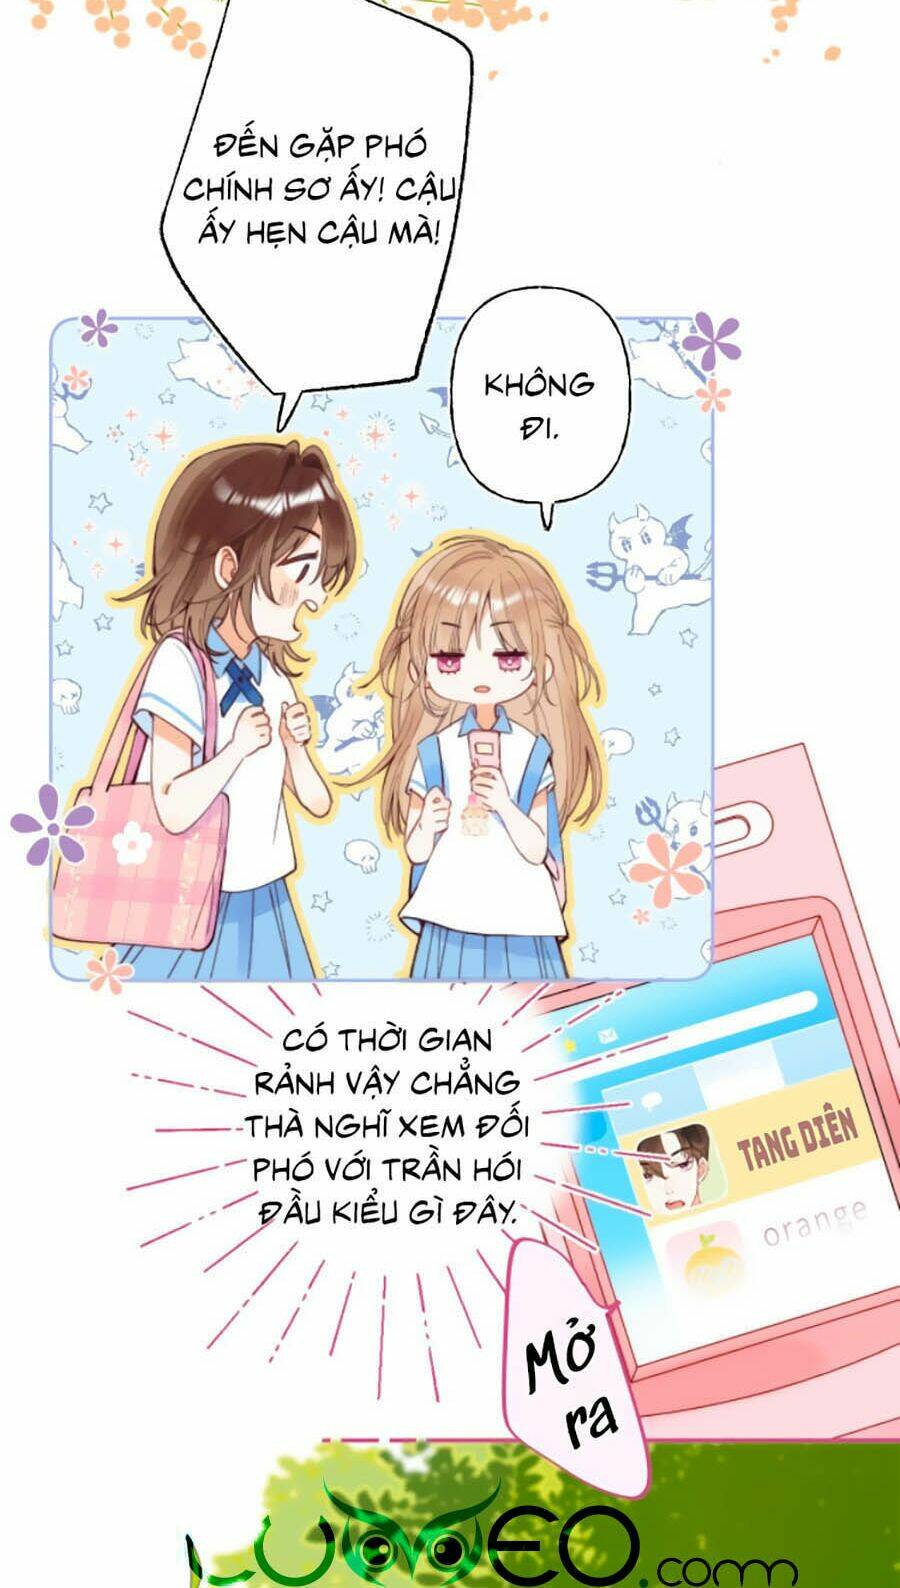 ĐẾN GẶP PHÓ
CHÍNH SƠ ẤY! CẬU
ẤY HẸN CẬU MÀ!
KHÔNG
ĐI.
CÓ THỜI GIAN
RẢNH VẬY CHẲNG
THÀ NGHĨ XEM ĐỐI
PHÓ VỚI TRẦN HÓI
ĐẦU KIỂU GÌ ĐÂY.
TANG DIÊN
orange
MỞ
ra
LUOMEO.com